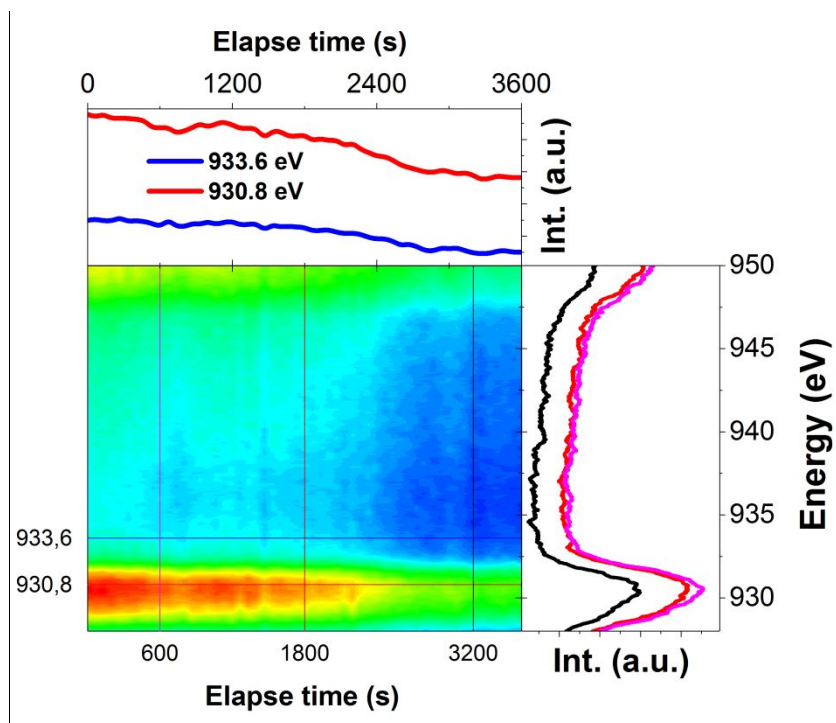 Elapse time (s)
0 1200 2400 3600
933.6 eV
930.8 eV
Int. (a.u.)
950
945
940
935
930
Energy (eV)
933,6
930,8
600 1800 3200
Elapse time (s)
Int. (a.u.)